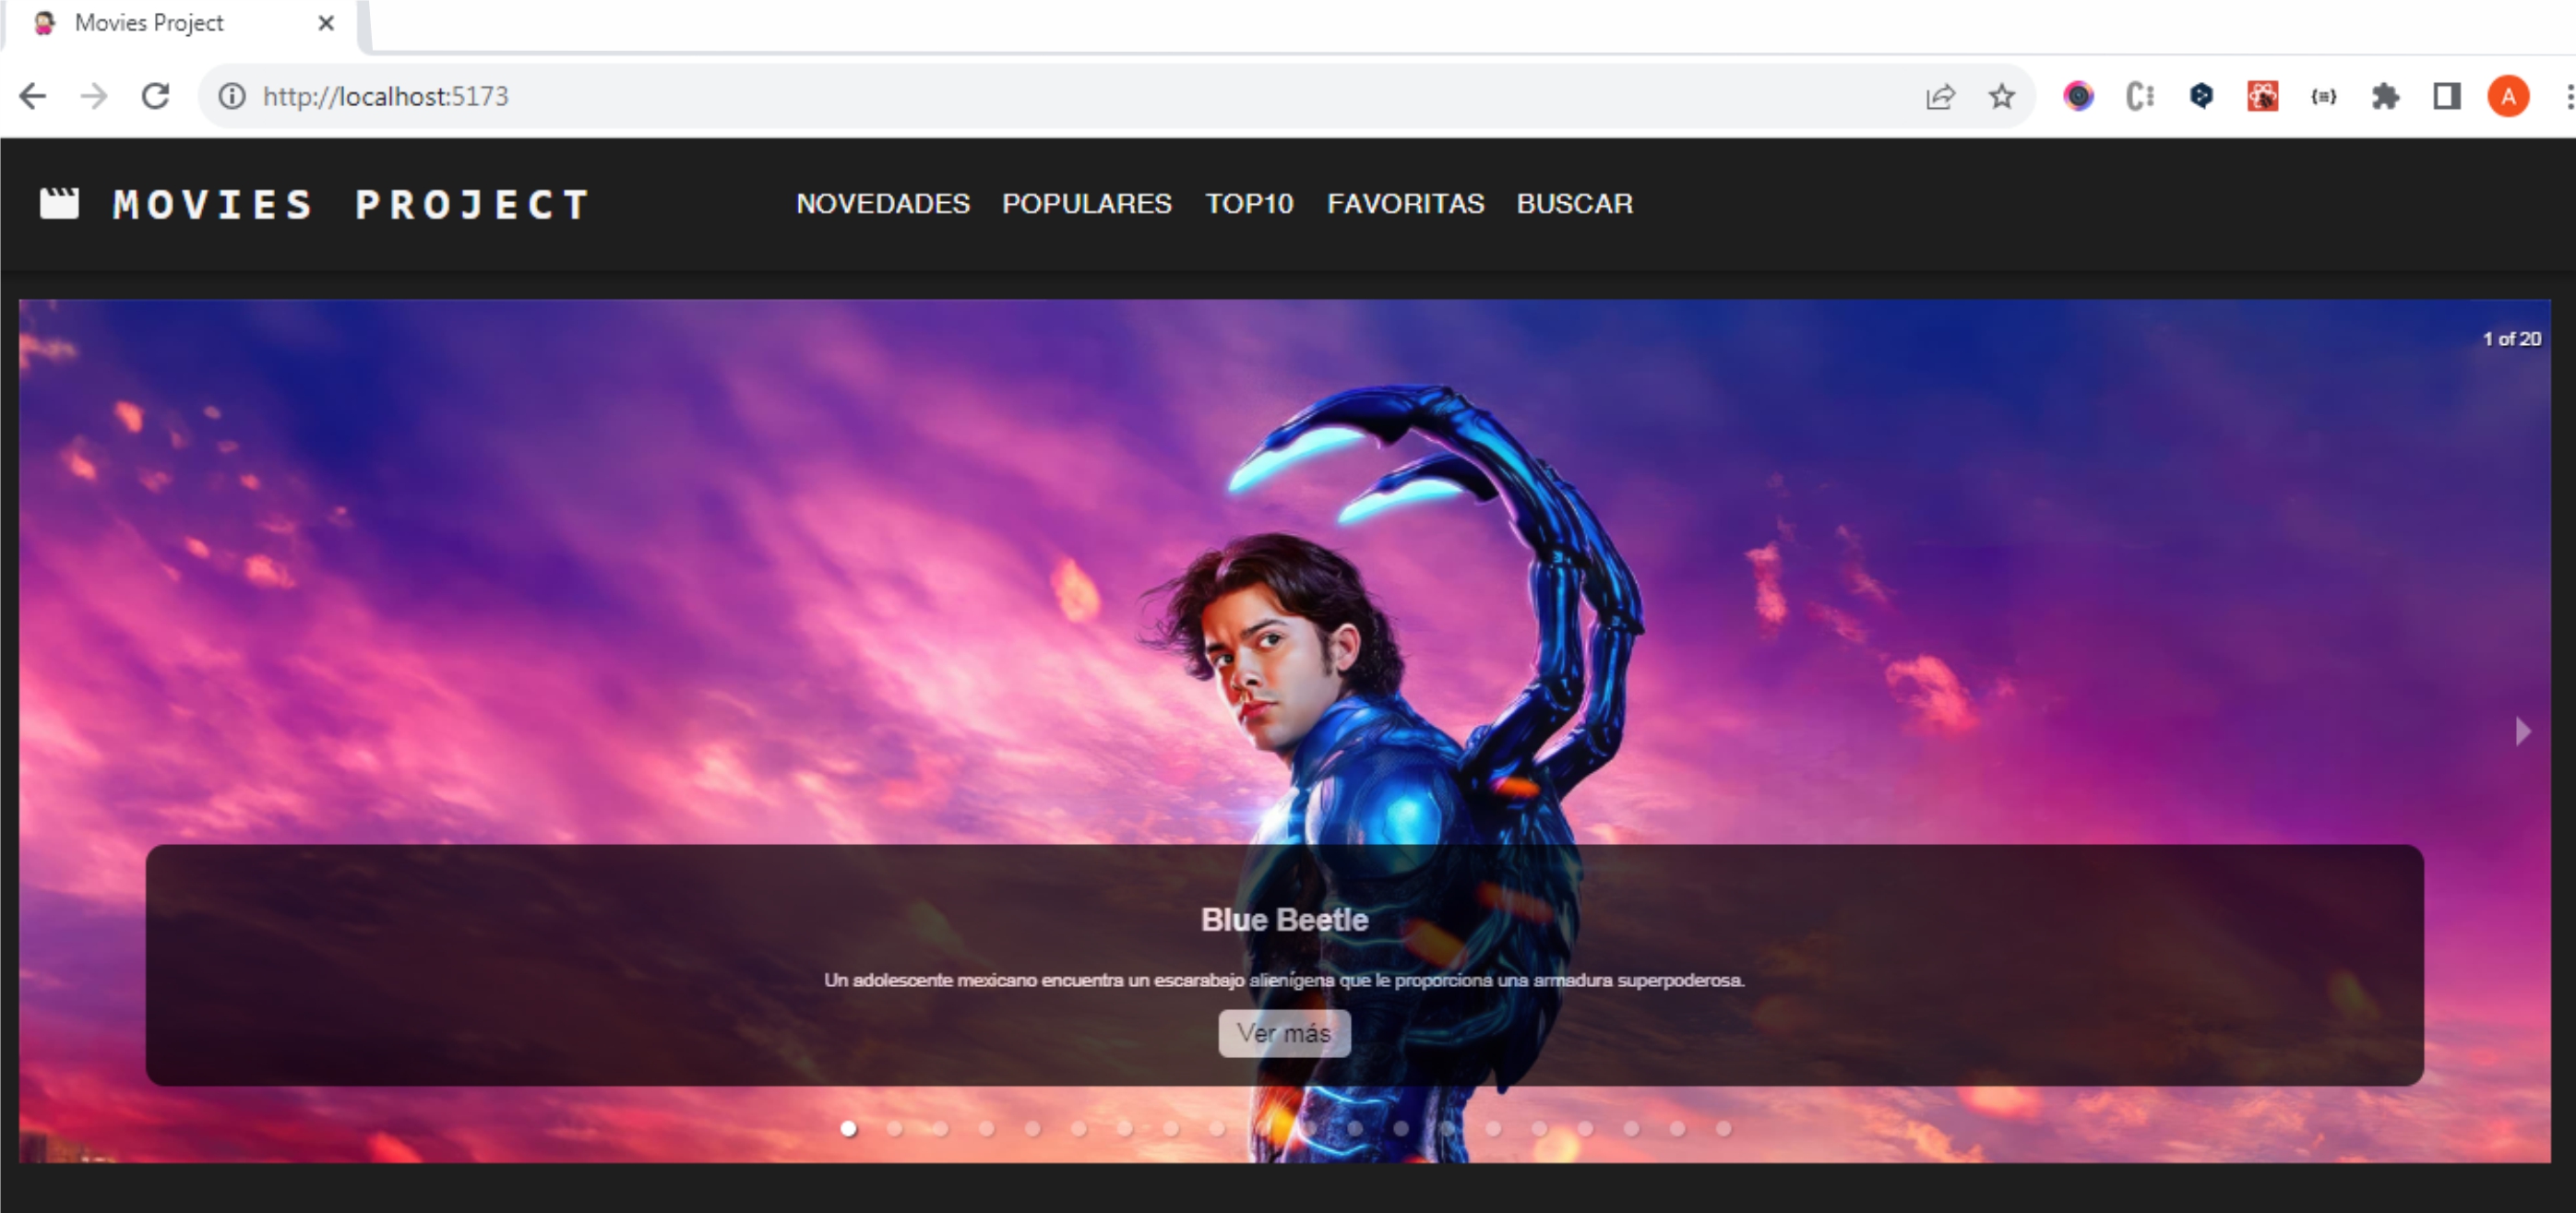 Movies Project
http://localhost:5173
A
MOVIES PROJECT
NOVEDADES POPULARES TOP10 FAVORITAS BUSCAR
1 of 20
Blue Beetle
Un adolescente mexicano encuentra un escarabajo alienígena que le proporciona una armadura superpoderosa.
Ver más